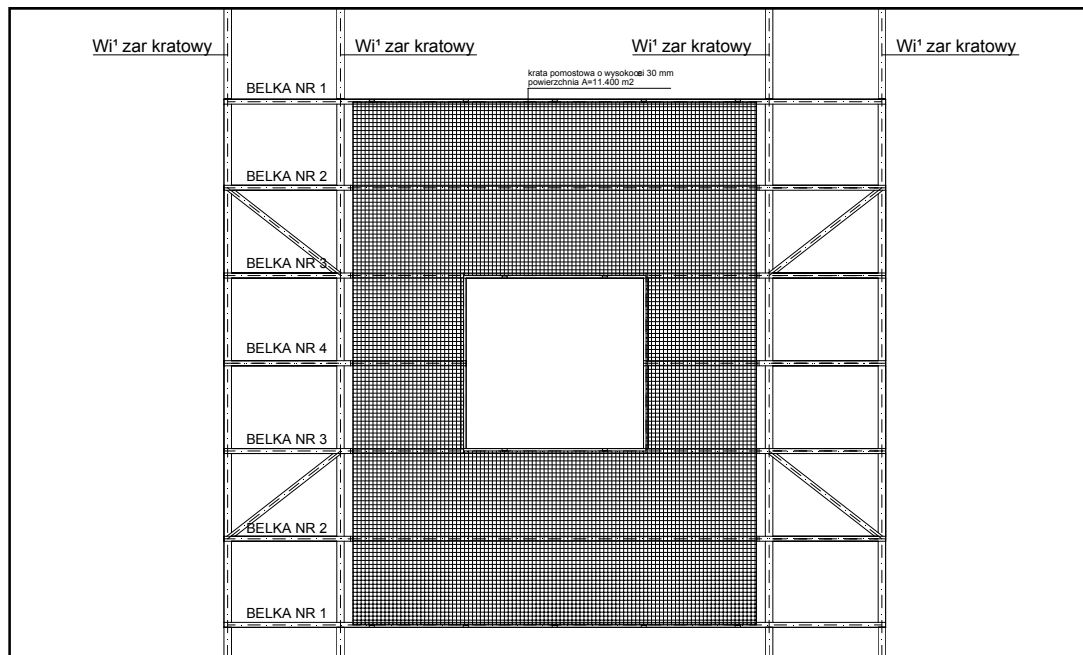 Wi¹ zar kratowy
Wi¹ zar kratowy
Wi¹ zar kratowy
Wi¹ zar kratowy
krata pomostowa o wysokoœi 30 mm
powierzchnia A=11.400 m2
BELKA NR 1
BELKA NR 2
BELKA NR 3
BELKA NR 4
BELKA NR 3
BELKA NR 2
BELKA NR 1